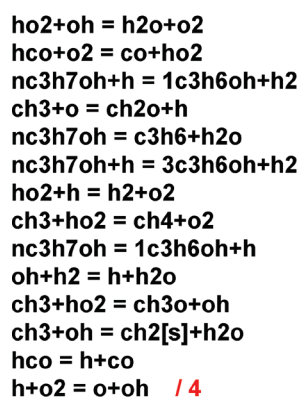 ho2+oh = h2o+o2
hco+o2 = co+ho2
nc3h7oh+h = 1c3h6oh+h2
ch3+o = ch2o+h
nc3h7oh = c3h6+h2o
nc3h7oh+h = 3c3h6oh+h2
ho2+h = h2+o2
ch3+ho2 = ch4+o2
nc3h7oh = 1c3h6oh+h
oh+h2 = h+h2o
ch3+ho2 = ch3o+oh
ch3+oh = ch2[s]+h2o
hco = h+co
h+o2 = o+oh / 4